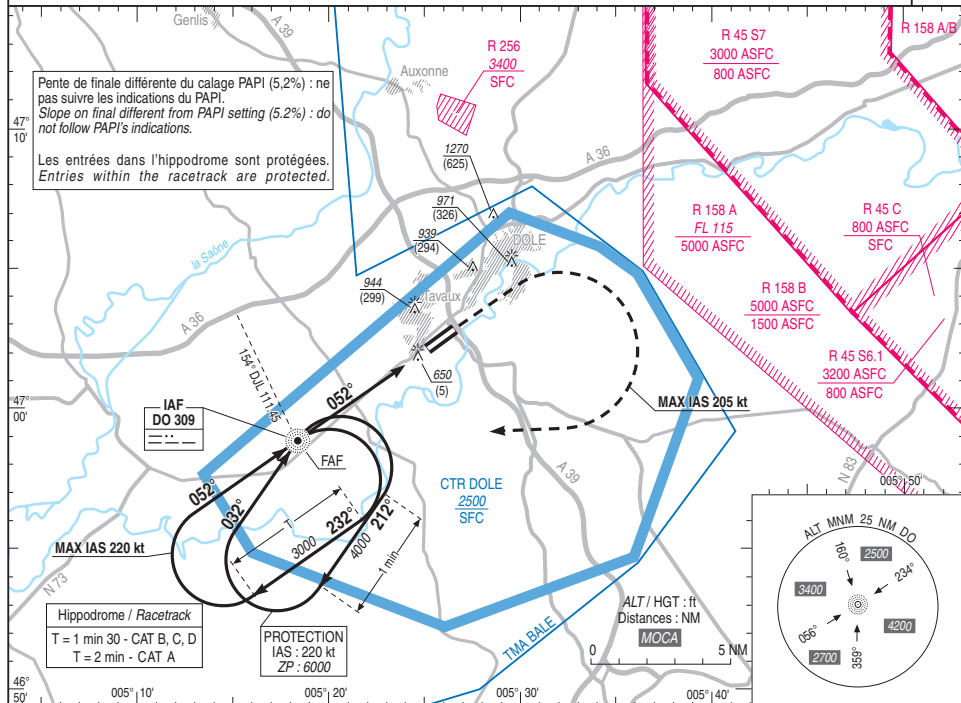 Genlis
A 39
Auxonne
R 256
3400
SFC
R 45 S7
3000 ASFC
800 ASFC
R 158 A/B
Pente de finale différente du calage PAPI (5,2%) : ne
pas suivre les indications du PAPI.
Slope on final different from PAPI setting (5.2%) : do
not follow PAPI's indications.
Les entrées dans l'hippodrome sont protégées.
Entries within the racetrack are protected.
47
10'
1270
(625)
A 36
971
(326)
939
(294)
DOLE
R 158 A
FL 115
5000 ASFC
R 45 C
800 ASFC
SFC
la Saône
944
(299)
Tavaux
R 158 B
5000 ASFC
1500 ASFC
A 36
154° DJL 111.45
650
(5)
R 45 S6.1
3200 ASFC
800 ASFC
47
00'
IAF
DO 309
052°
MAX IAS 205 kt
FAF
A 39
N 83
005° 50'
052°
032°
CTR DOLE
2500
SFC
T
3000
232°
212°
4000
1 min
MAX IAS 220 kt
N 73
ALT MNM 25 NM DO
160°
2500
234°
3400
056°
4200
2700
359°
Hippodrome / Racetrack
T = 1 min 30 - CAT B, C, D
T = 2 min - CAT A
PROTECTION
IAS : 220 kt
ZP : 6000
TMA BALE
ALT / HGT : ft
Distances : NM
MOCA
0
5 NM
46
50'
005° 10'
005° 20'
005° 30'
005° 40'